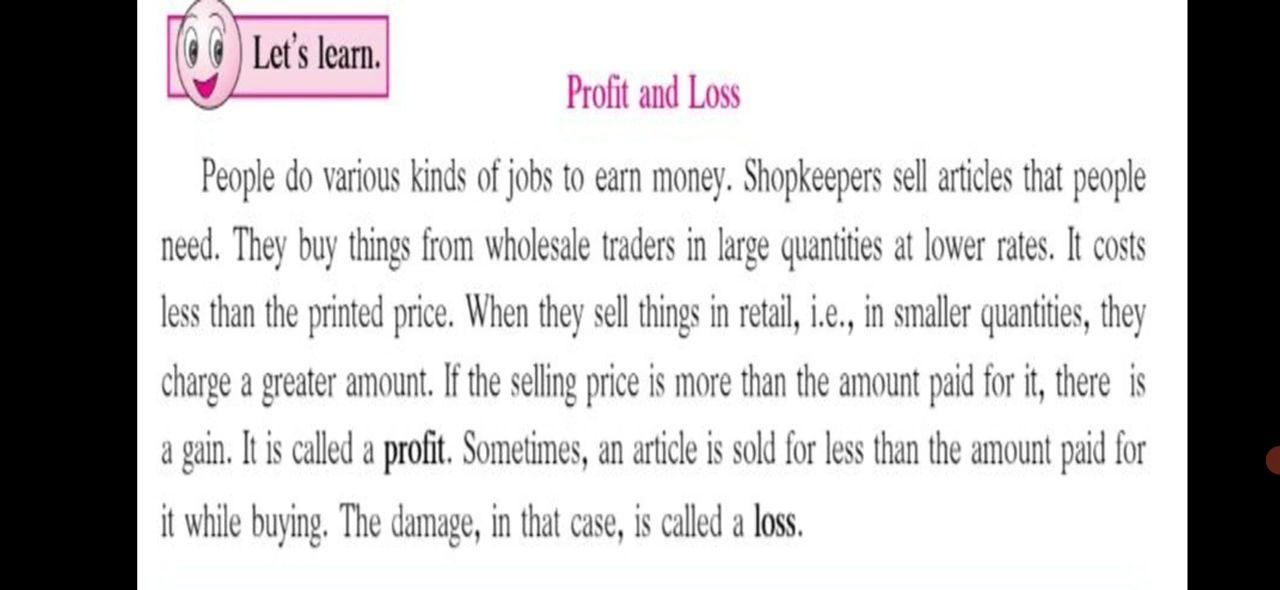 Let's learn.
Profit and Loss
People do various kinds of jobs to earn money. Shopkeepers sell articles that people
need. They buy things from wholesale traders in large quantities at lower rates. It costs
less than the printed price. When they sell things in retail, i.e., in smaller quantities, they
charge a greater amount. If the selling price is more than the amount paid for it, there is
a gain. It is called a profit. Sometimes, an article is sold for less than the amount paid for
it while buying. The damage, in that case, is called a loss.